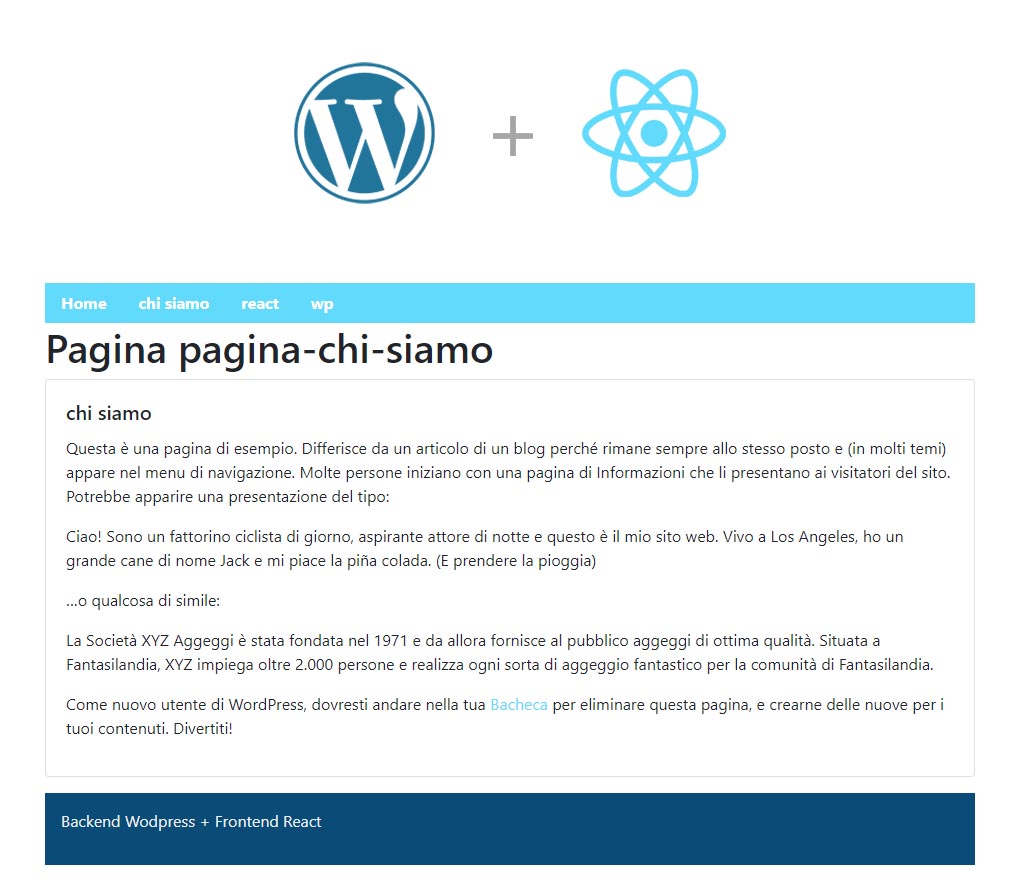 W +
Home chi siamo react wp
Pagina pagina-chi-siamo
chi siamo
Questa è una pagina di esempio. Differisce da un articolo di un blog perché rimane sempre allo stesso posto e (in molti temi)
appare nel menu di navigazione. Molte persone iniziano con una pagina di Informazioni che li presentano ai visitatori del sito.
Potrebbe apparire una presentazione del tipo:
Ciao! Sono un fattorino ciclista di giorno, aspirante attore di notte e questo è il mio sito web. Vivo a Los Angeles, ho un
grande cane di nome Jack e mi piace la piña colada. (E prendere la pioggia)
…o qualcosa di simile:
La Società XYZ Aggeggi è stata fondata nel 1971 e da allora fornisce al pubblico aggeggi di ottima qualità. Situata a
Fantasilandia, XYZ impiega oltre 2.000 persone e realizza ogni sorta di aggeggio fantastico per la comunità di Fantasilandia.
Come nuovo utente di WordPress, dovresti andare nella tua Bacheca per eliminare questa pagina, e crearne delle nuove per i
tuoi contenuti. Divertiti!
Backend Wodpress + Frontend React